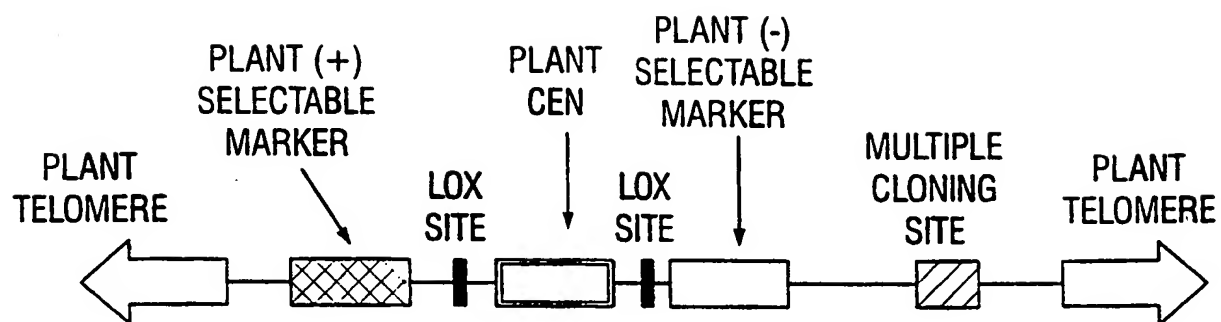 PLANT
TELOMERE
PLANT (+)
SELECTABLE
MARKER
LOX
SITE
PLANT
CEN
LOX
SITE
PLANT (-)
SELECTABLE
MARKER
MULTIPLE
CLONING
SITE
PLANT
TELOMERE